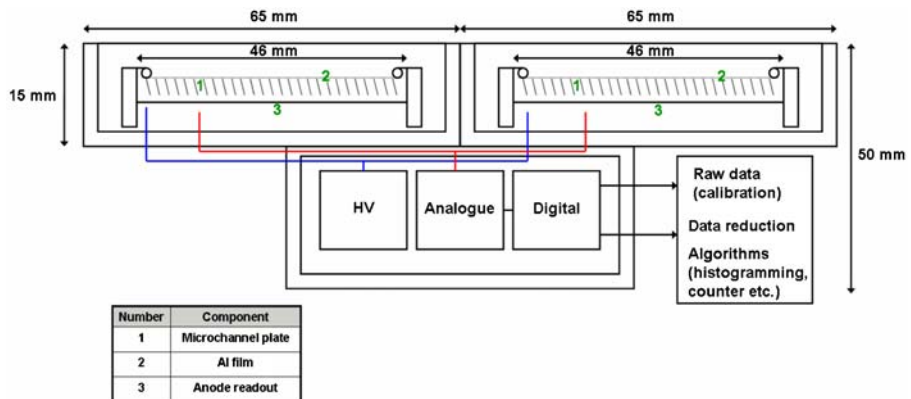 65 mm 65 mm
46 mm 46 mm
15 mm
2 2
1 1
3 3
50 mm
HV Analogue Digital
Raw data
(calibration)
Data reduction
Algorithms
(histogramming,
counter etc.)
Number Component
1 Microchannel plate
2 Al film
3 Anode readout